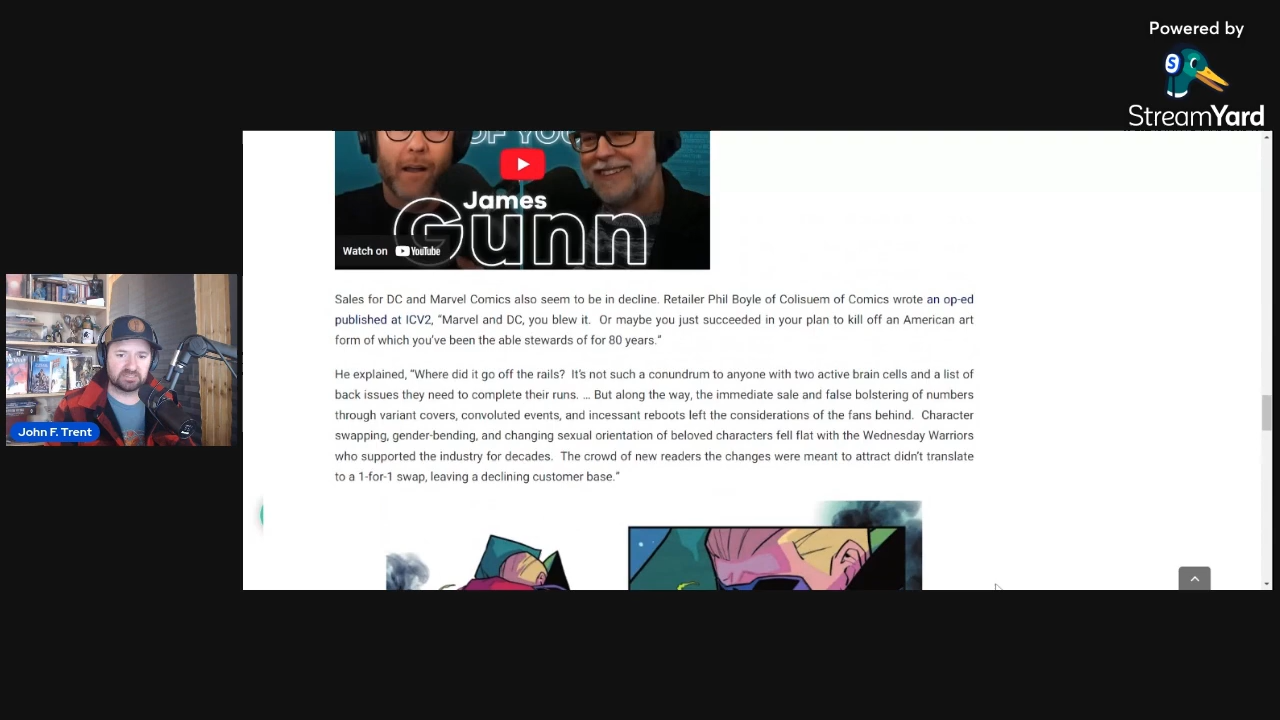 Powered by
S
StreamYard
OF YOU
James
Gunn
Watch on YouTube
Sales for DC and Marvel Comics also seem to be in decline. Retailer Phil Boyle of Colisuem of Comics wrote an op-ed
published at ICV2, “Marvel and DC, you blew it.  Or maybe you just succeeded in your plan to kill off an American art
form of which you’ve been the able stewards of for 80 years.”
He explained, “Where did it go off the rails?  It’s not such a conundrum to anyone with two active brain cells and a list of
back issues they need to complete their runs. … But along the way, the immediate sale and false bolstering of numbers
through variant covers, convoluted events, and incessant reboots left the considerations of the fans behind.  Character
swapping, gender-bending, and changing sexual orientation of beloved characters fell flat with the Wednesday Warriors
who supported the industry for decades.  The crowd of new readers the changes were meant to attract didn’t translate
to a 1-for-1 swap, leaving a declining customer base.”
John F. Trent